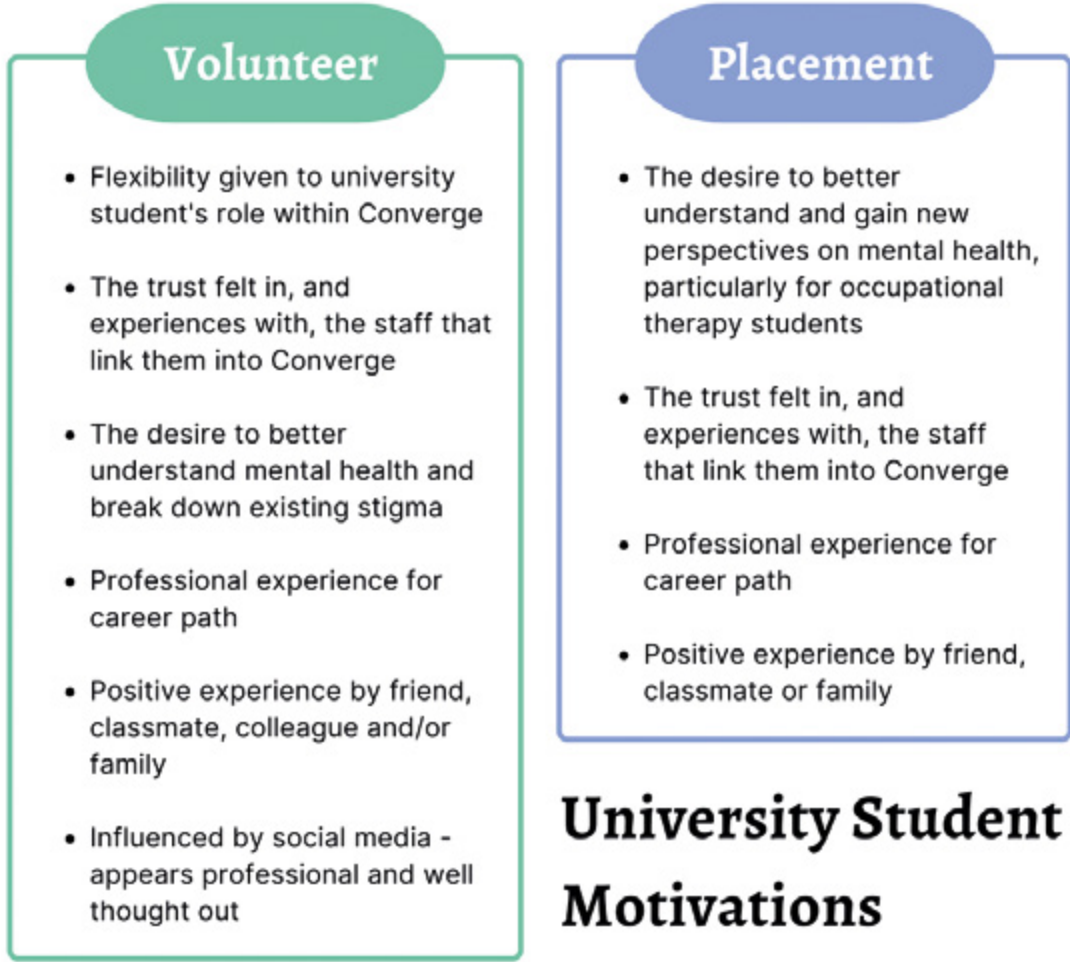 Volunteer
• Flexibility given to university
student's role within Converge
• The trust felt in, and
experiences with, the staff that
link them into Converge
• The desire to better
understand mental health and
break down existing stigma
• Professional experience for
career path
• Positive experience by friend,
classmate, colleague and/or
family
• Influenced by social media -
appears professional and well
thought out
Placement
• The desire to better
understand and gain new
perspectives on mental health,
particularly for occupational
therapy students
• The trust felt in, and
experiences with, the staff
that link them into Converge
• Professional experience for
career path
• Positive experience by friend,
classmate or family
University Student
Motivations